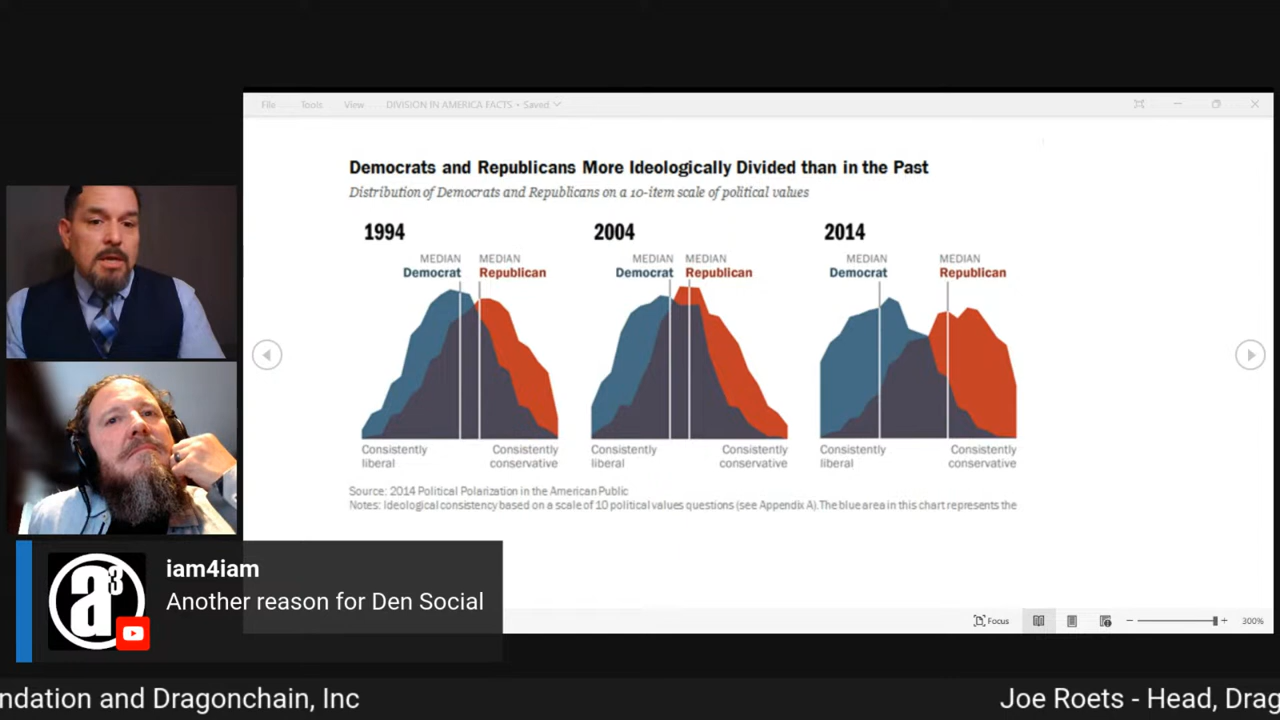 File Tools View DIVISION IN AMERICA FACTS • Saved
Democrats and Republicans More Ideologically Divided than in the Past
Distribution of Democrats and Republicans on a 10-item scale of political values
1994
MEDIAN Democrat
MEDIAN Republican
Consistently liberal
Consistently conservative
2004
MEDIAN Democrat
MEDIAN Republican
Consistently liberal
Consistently conservative
2014
MEDIAN Democrat
MEDIAN Republican
Consistently liberal
Consistently conservative
Source: 2014 Political Polarization in the American Public
Notes: Ideological consistency based on a scale of 10 political values questions (see Appendix A). The blue area in this chart represents the
a3
iam4iam
Another reason for Den Social
Focus
300%
ndation and Dragonchain, Inc
Joe Roets - Head, Drag